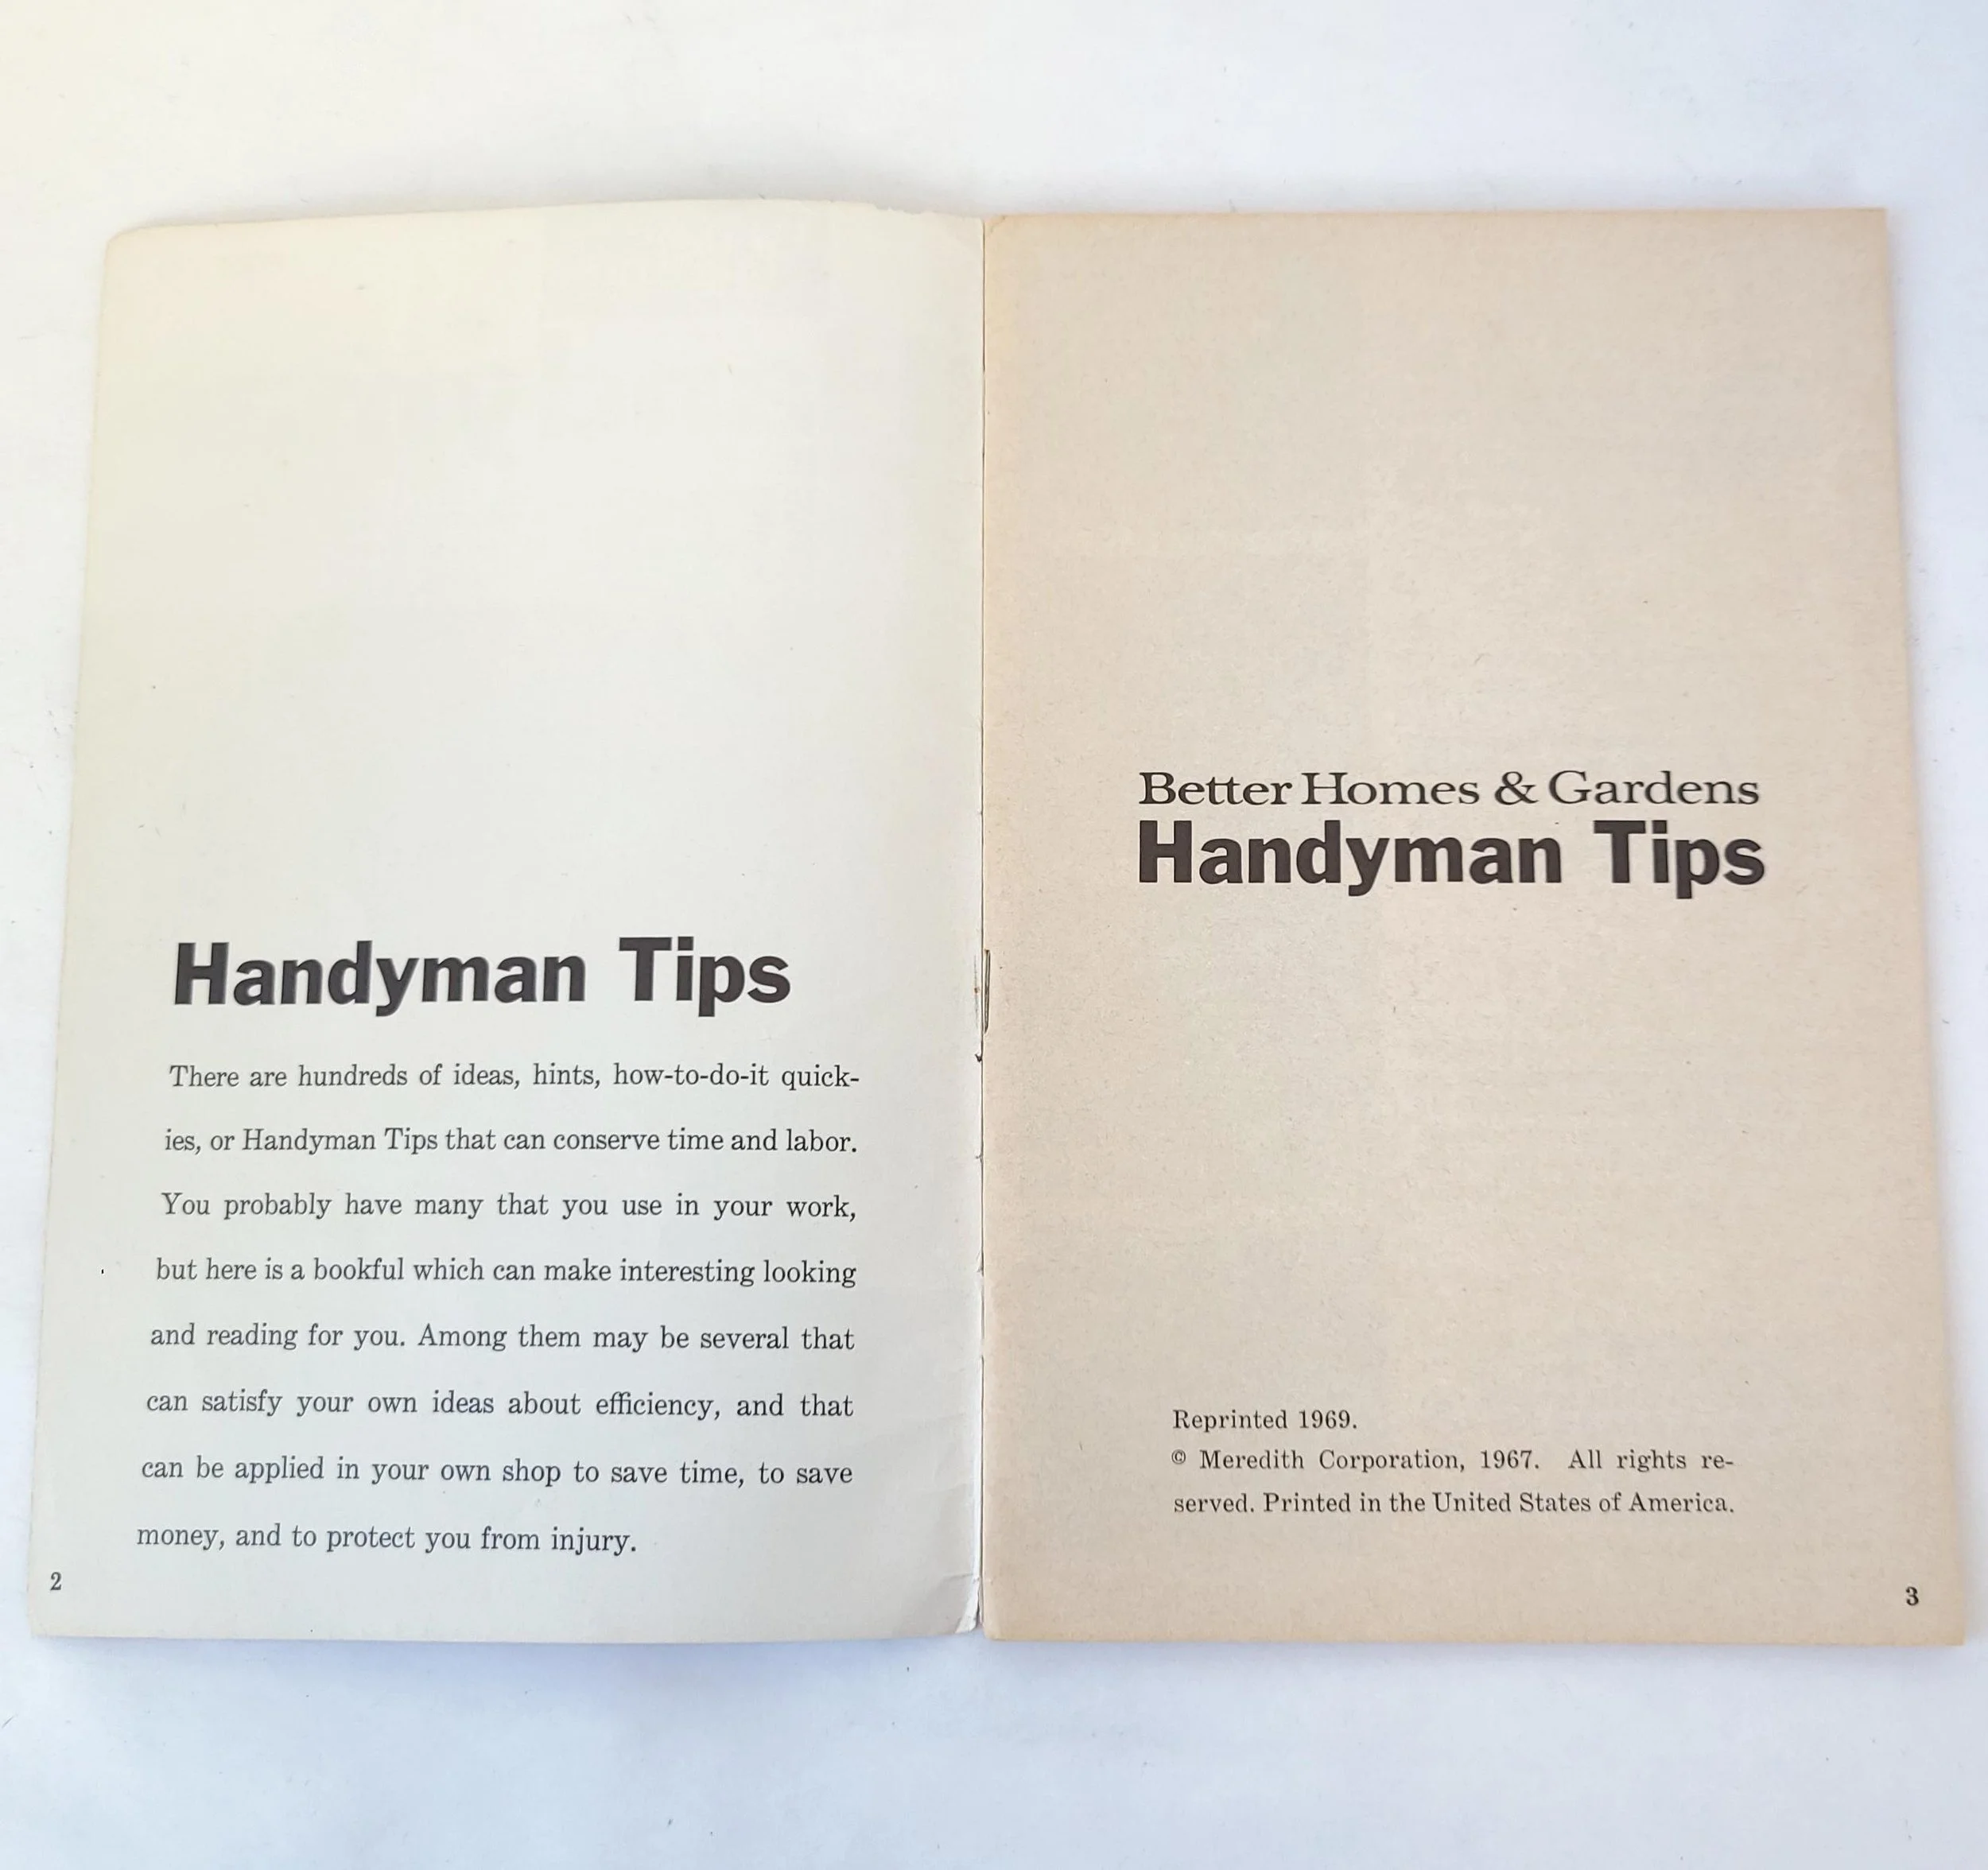 Handyman Tips
There are hundreds of ideas, hints, how-to-do-it quick-
ies, or Handyman Tips that can conserve time and labor.
You probably have many that you use in your work,
but here is a bookful which can make interesting looking
and reading for you. Among them may be several that
can satisfy your own ideas about efficiency, and that
can be applied in your own shop to save time, to save
money, and to protect you from injury.
2
Better Homes & Gardens
Handyman Tips
Reprinted 1969.
© Meredith Corporation, 1967. All rights re-
served. Printed in the United States of America.
3